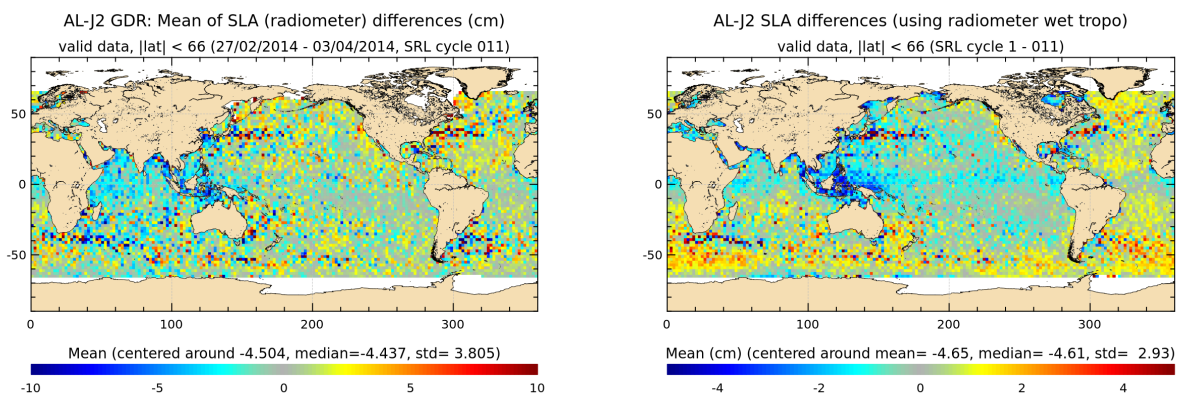 AL-J2 GDR: Mean of SLA (radiometer) differences (cm)
valid data, |lat| < 66 (27/02/2014 - 03/04/2014, SRL cycle 011)
50
0
-50
0 100 200 300
Mean (centered around -4.504, median=-4.437, std= 3.805)
-10 -5 0 5 10
AL-J2 SLA differences (using radiometer wet tropo)
valid data, |lat| < 66 (SRL cycle 1 - 011)
50
0
-50
0 100 200 300
Mean (cm) (centered around mean= -4.65, median= -4.61, std= 2.93)
-4 -2 0 2 4